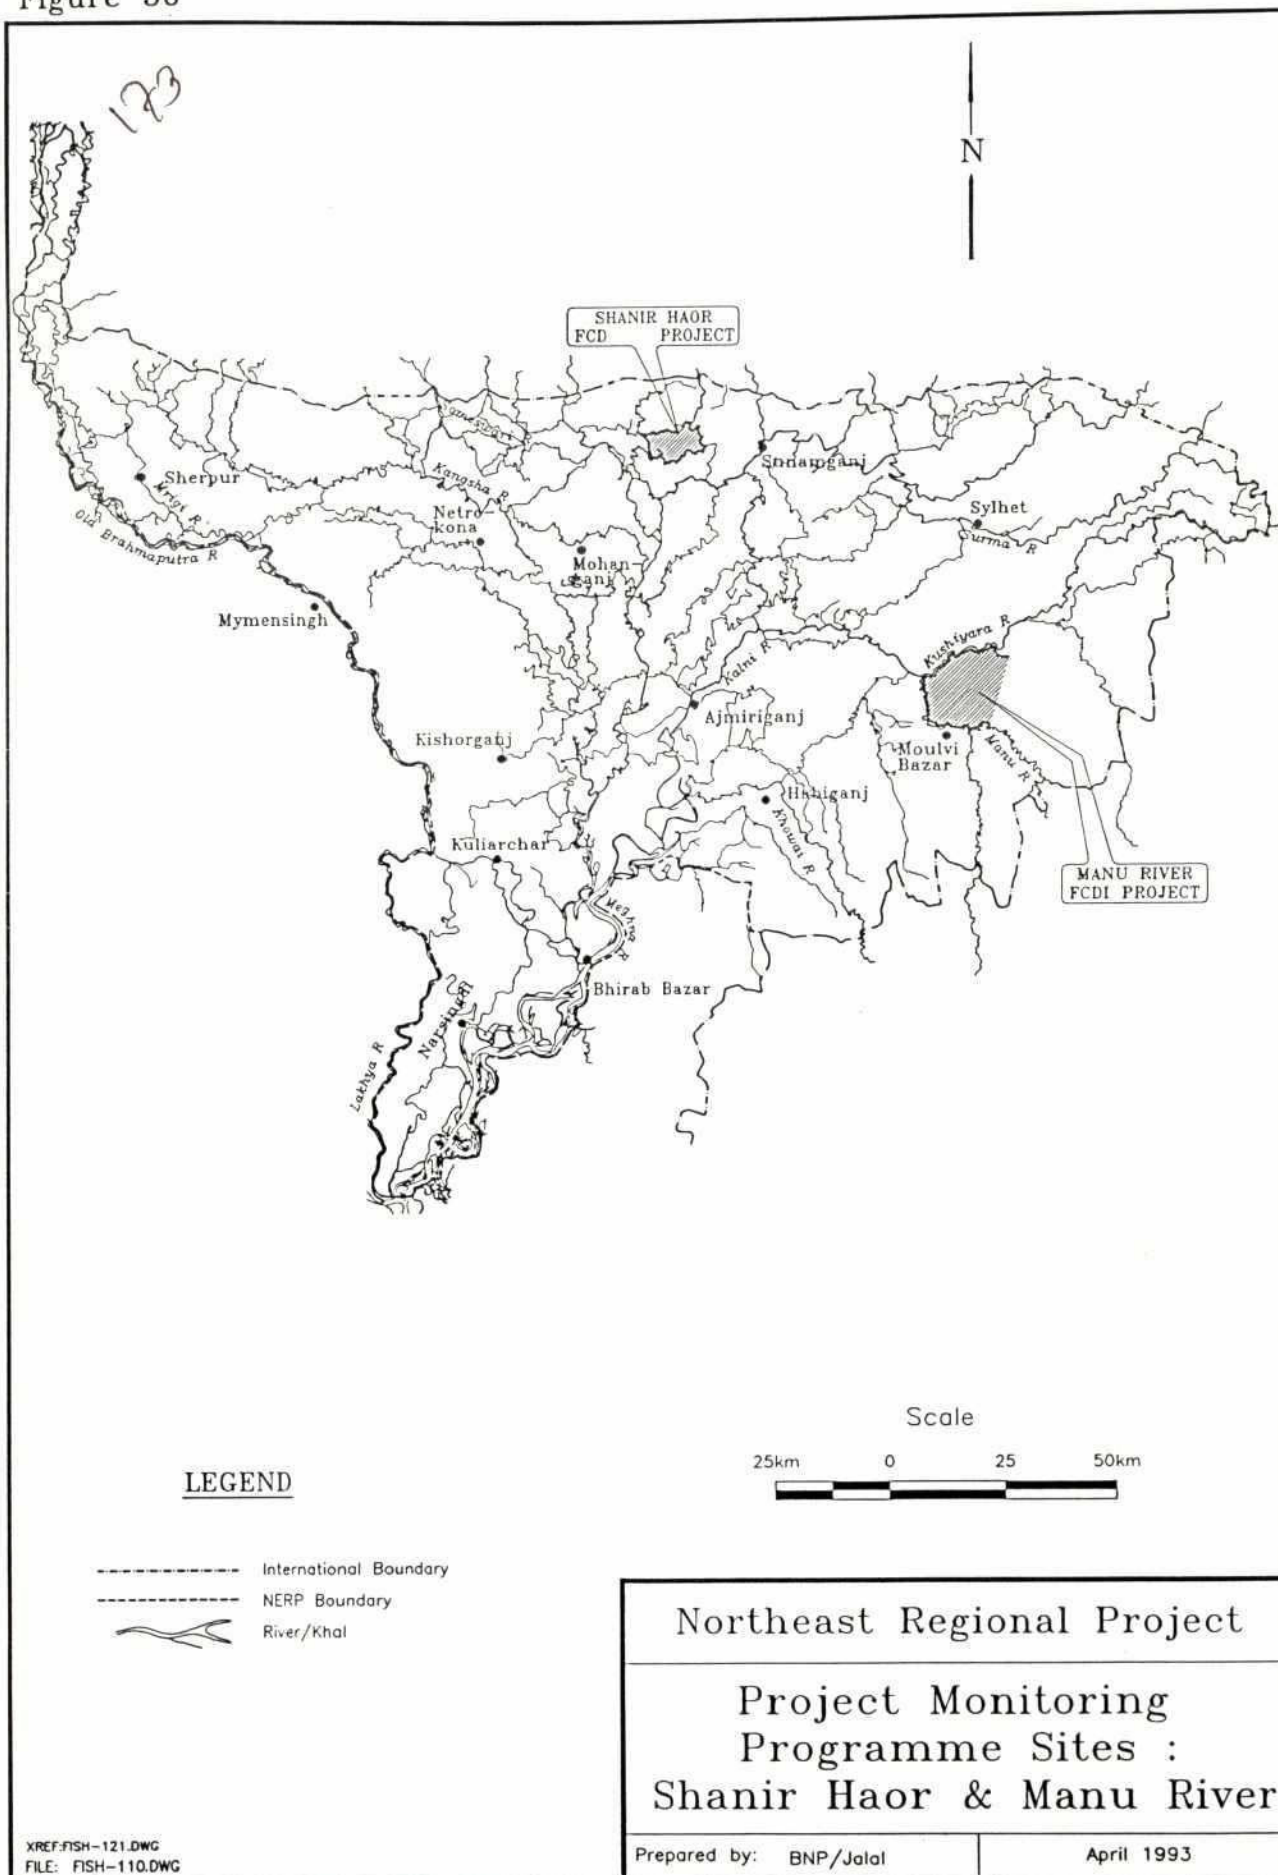 173
N
SHANIR HAOR
FCD PROJECT
Sherpur
Mrigi R.
Old Brahmaputra R
Kangsha R
Netro
kona
Mohan-
ganj
Sunamganj
Sylhet
Surma R
Mymensingh
Kushiyara R
Kalni R
Ajmiriganj
Kishorganj
Moulvi
Bazar
Manu R
Habiganj
Khowai R
Kuliarchar
MANU RIVER
FCDI PROJECT
Meghna R
Bhirab Bazar
Narsingdi
Lakhya R
Scale
25km 0 25 50km
LEGEND
International Boundary
NERP Boundary
River/Khal
Northeast Regional Project
Project Monitoring
Programme Sites :
Shanir Haor & Manu River
Prepared by: BNP/Jalal
April 1993
XREF:FISH-121.DWG
FILE: FISH-110.DWG